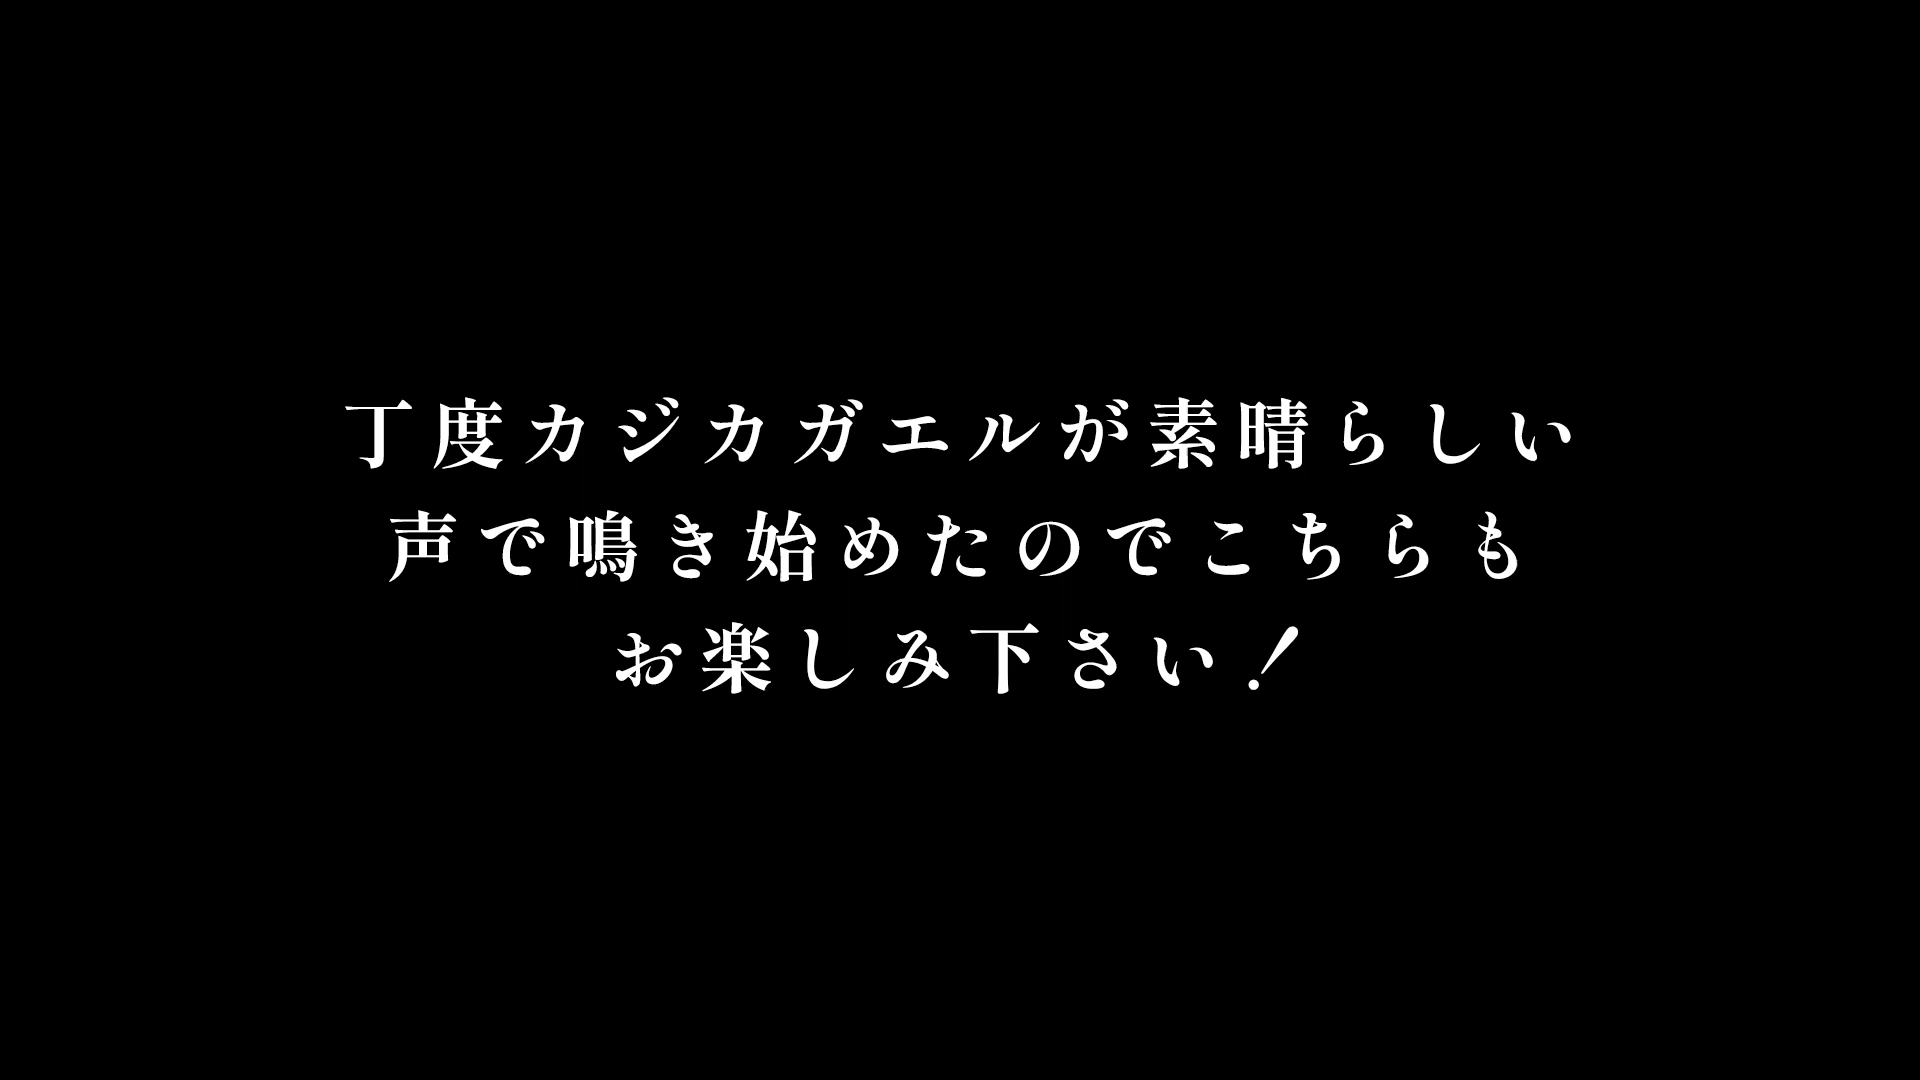 丁度カジカガエルが素晴らしい
声で鳴き始めたのでこちらも
お楽しみ下さい！